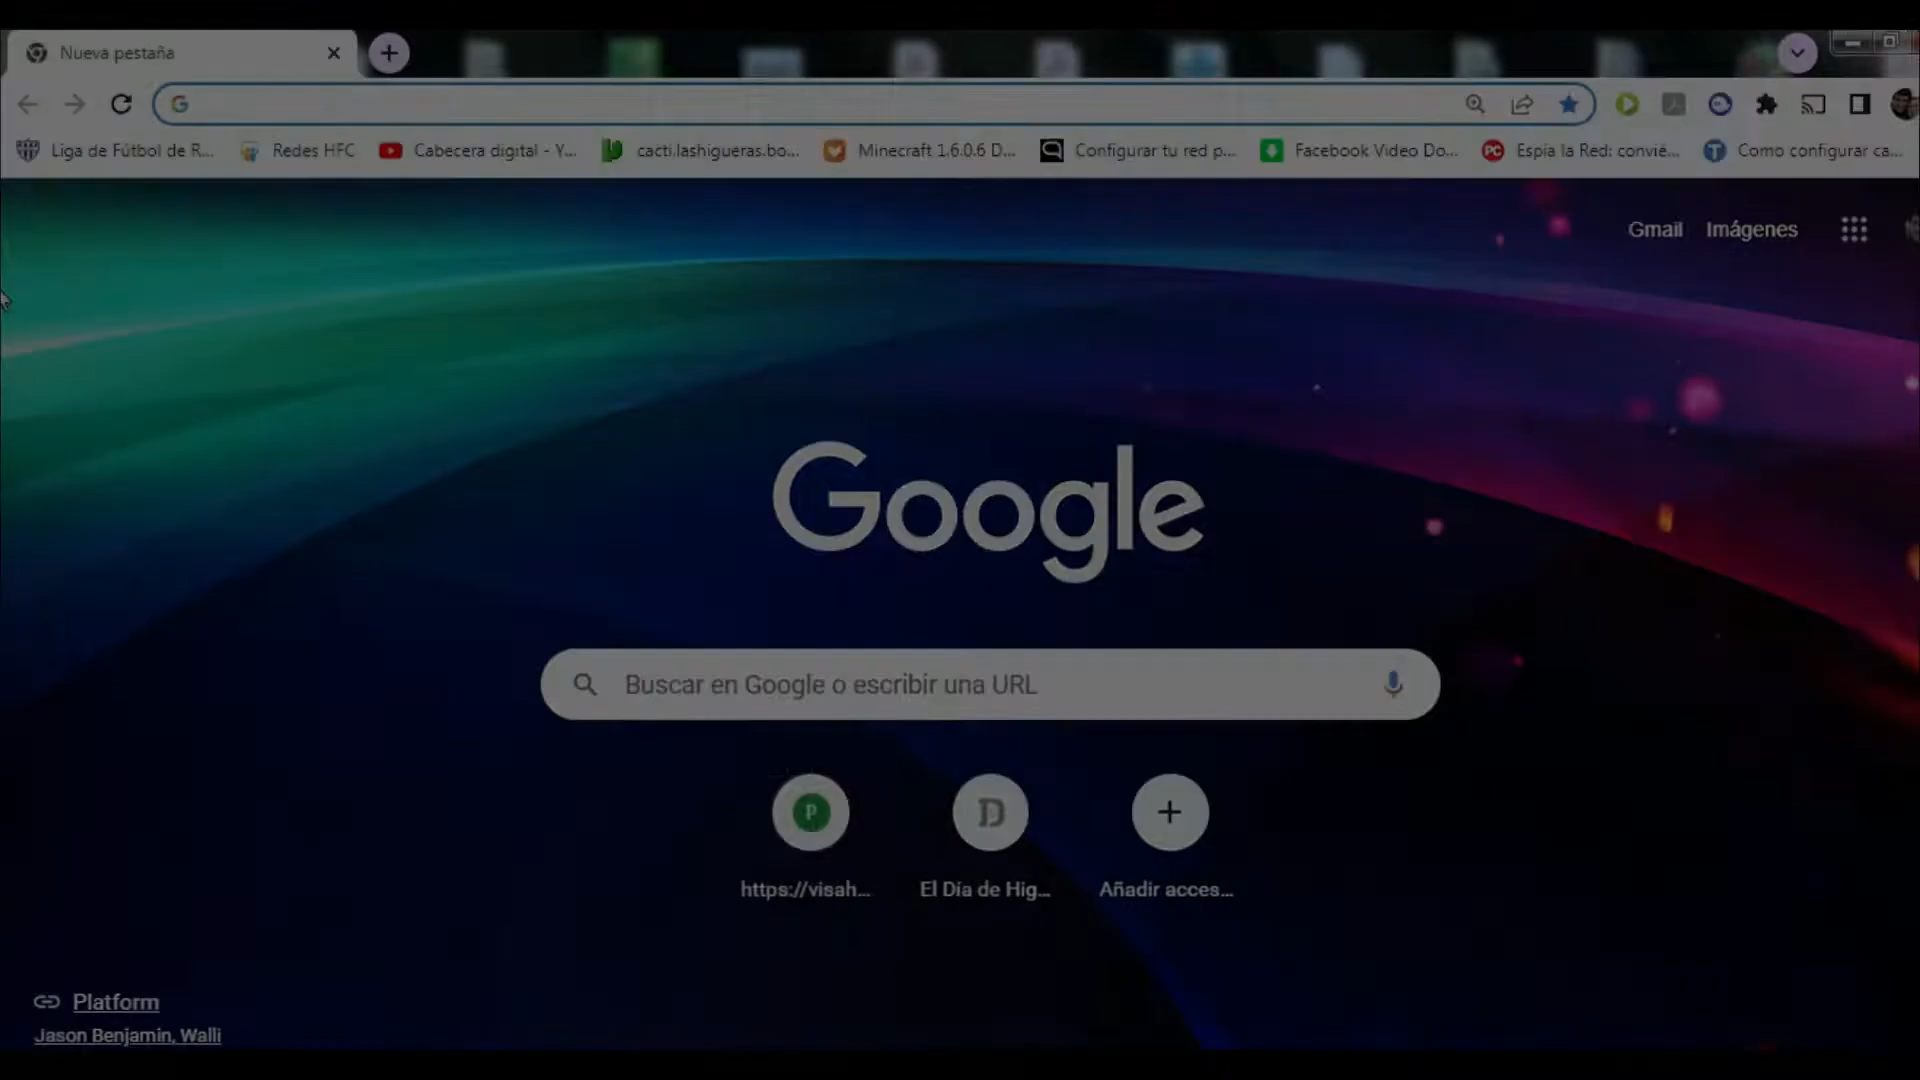 Nueva pestaña
Liga de Fútbol de R...
Redes HFC
Cabecera digital - Y...
cacti.lashigueras.bo...
Minecraft 1.6.0.6 D...
Configurar tu red p...
Facebook Video Do...
PC
Espía la Red: convié...
T
Como configurar ca...
Gmail
Imágenes
Google
Buscar en Google o escribir una URL
P
D
https://visah...
El Día de Hig...
Añadir acces...
Platform
Jason Benjamin, Walli